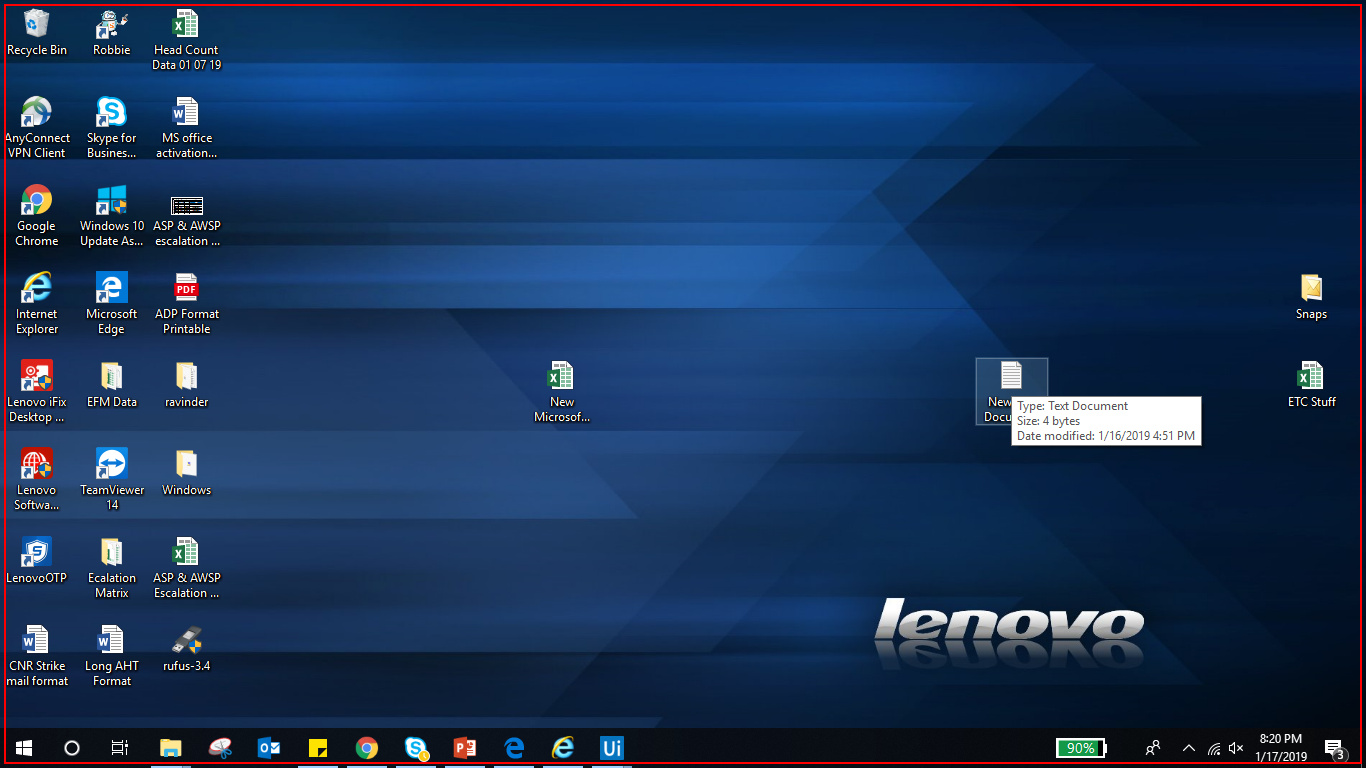 Recycle Bin
Robbie
Head Count
Data 01 07 19
AnyConnect
VPN Client
Skype for
Busines...
MS office
activation...
Google
Chrome
Windows 10
Update As...
ASP & AWSP
escalation ...
Internet
Explorer
Microsoft
Edge
PDF
ADP Format
Printable
Snaps
Lenovo iFix
Desktop ...
EFM Data
ravinder
New
Microsof...
New
Docu
Type: Text Document
Size: 4 bytes
Date modified: 1/16/2019 4:51 PM
ETC Stuff
Lenovo
Softwa...
TeamViewer
14
Windows
LenovoOTP
Ecalation
Matrix
ASP & AWSP
Escalation ...
CNR Strike
mail format
Long AHT
Format
rufus-3.4
lenovo
Ui
90%
8:20 PM
1/17/2019
3